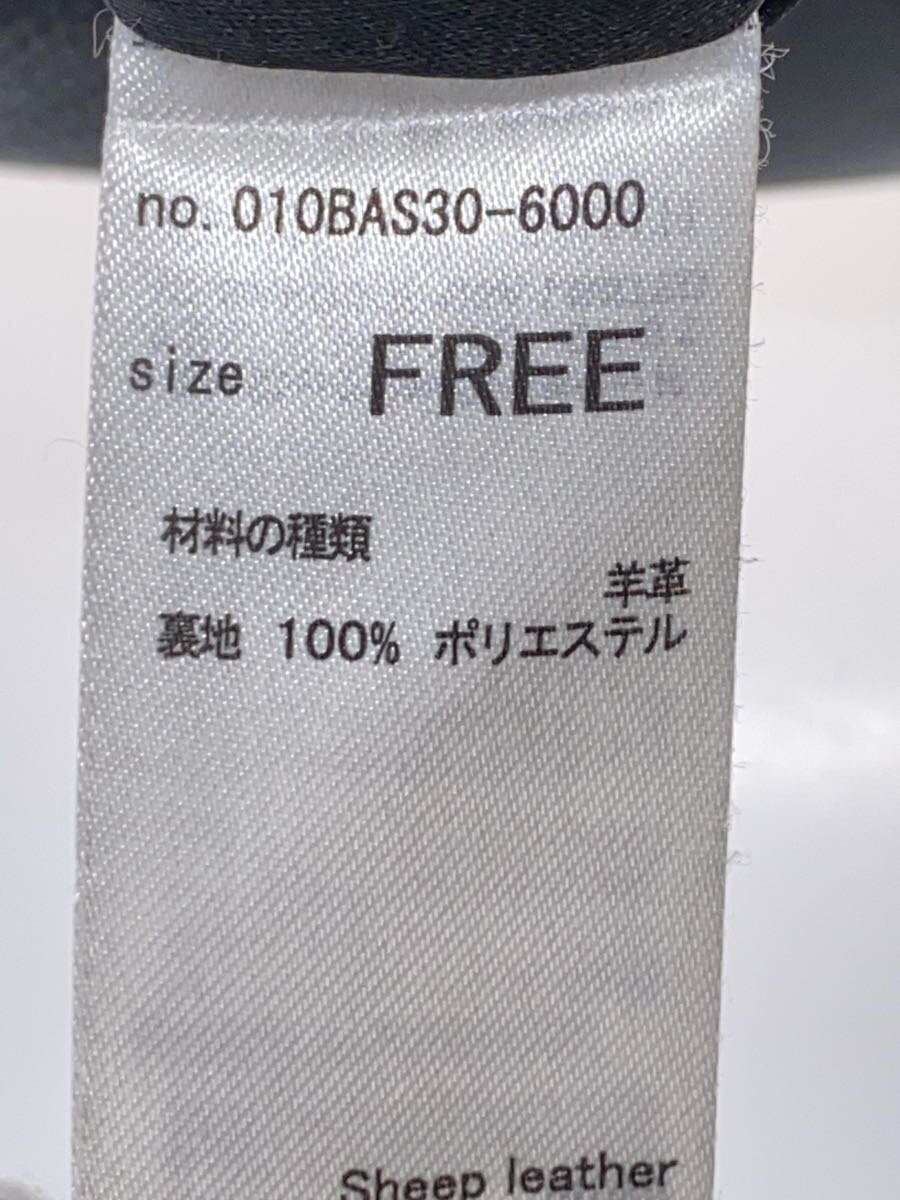 no. 010BAS30-6000
size FREE
材料の種類
羊革
裏地 100% ポリエステル
Sheep leather